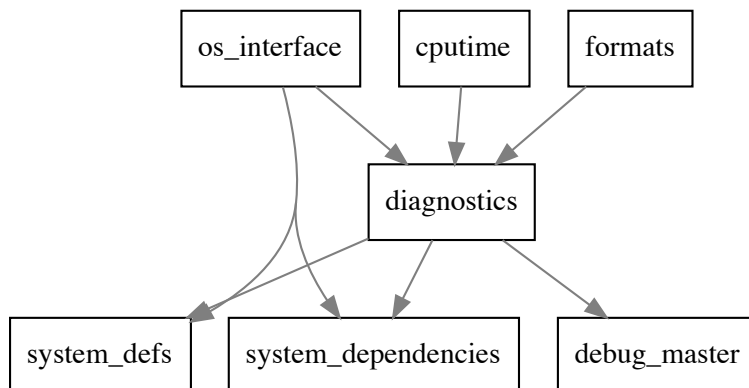 os_interface
cputime
formats
diagnostics
system_defs
system_dependencies
debug_master